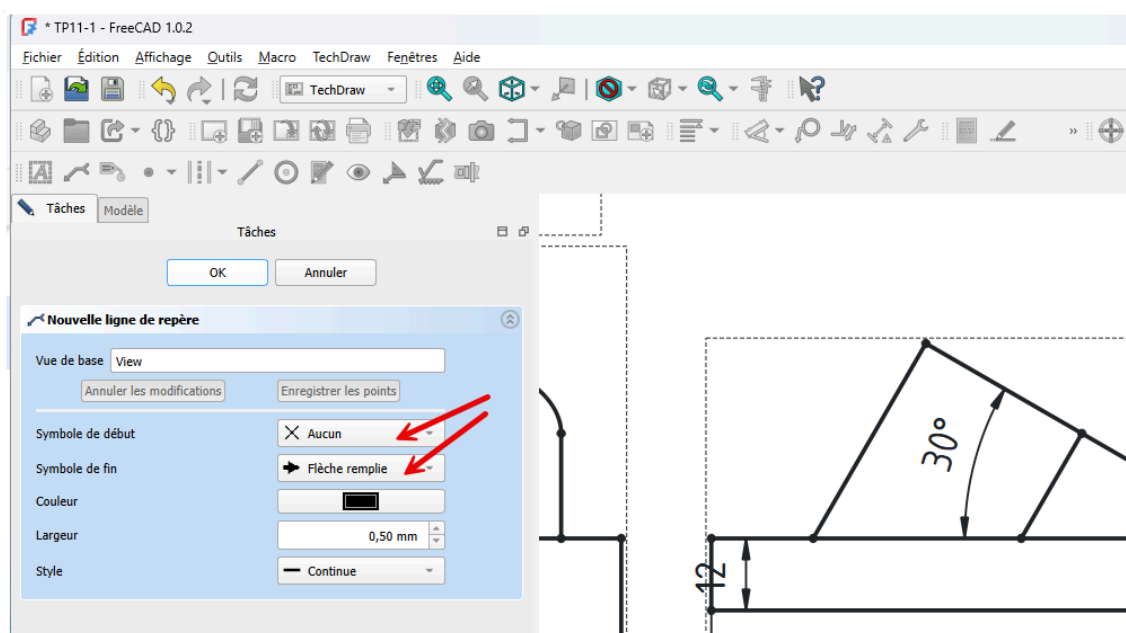 * TP11-1 - FreeCAD 1.0.2
Fichier Édition Affichage Outils Macro TechDraw Fenêtres Aide
TechDraw
»
Tâches Modèle
Tâches
OK Annuler
Nouvelle ligne de repère
Vue de base View
Annuler les modifications Enregistrer les points
Symbole de début Aucun
Symbole de fin Flèche remplie
Couleur
Largeur 0,50 mm
Style Continue
30°
12